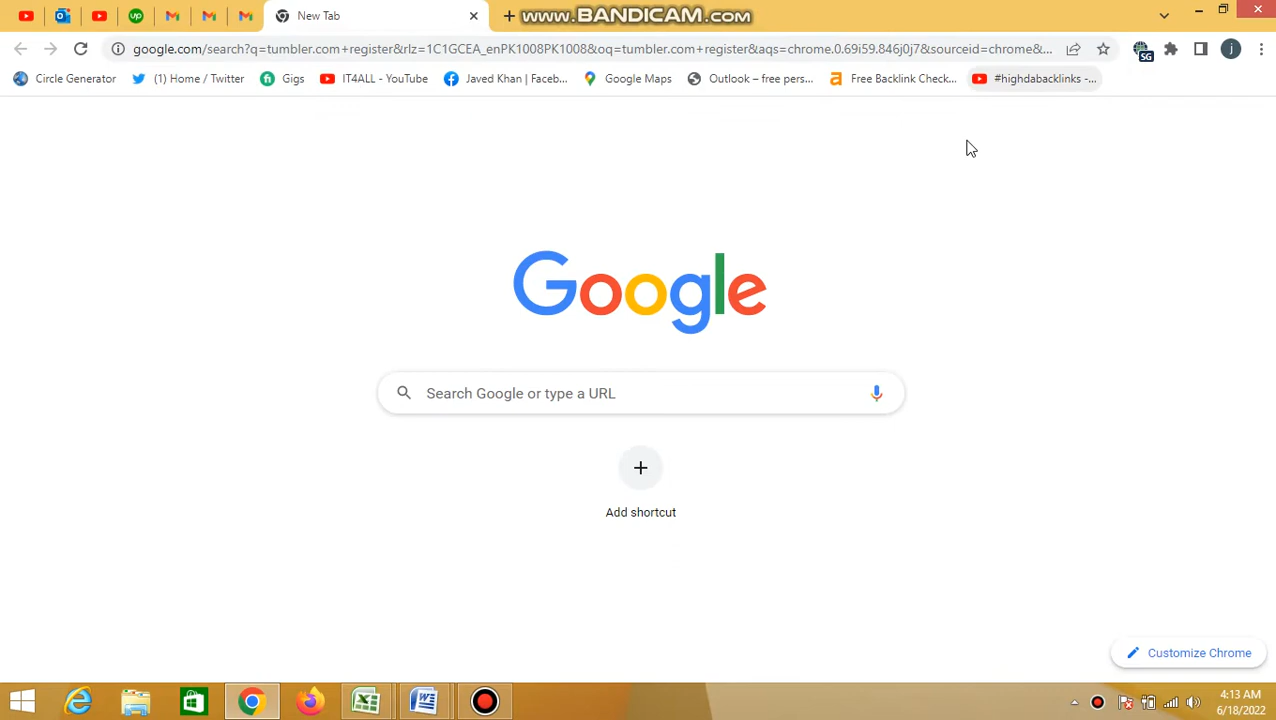 New Tab
WWW.BANDICAM.COM
google.com/search?q=tumbler.com+register&rlz=1C1GCEA_enPK1008PK1008&oq=tumbler.com+register&aqs=chrome.0.69i59.846j0j7&sourceid=chrome&...
SG
j
Circle Generator
(1) Home / Twitter
Gigs
IT4ALL - YouTube
Javed Khan | Faceb...
Google Maps
Outlook – free pers...
Free Backlink Check...
#highdabacklinks -...
Google
Search Google or type a URL
Add shortcut
Customize Chrome
4:13 AM
6/18/2022